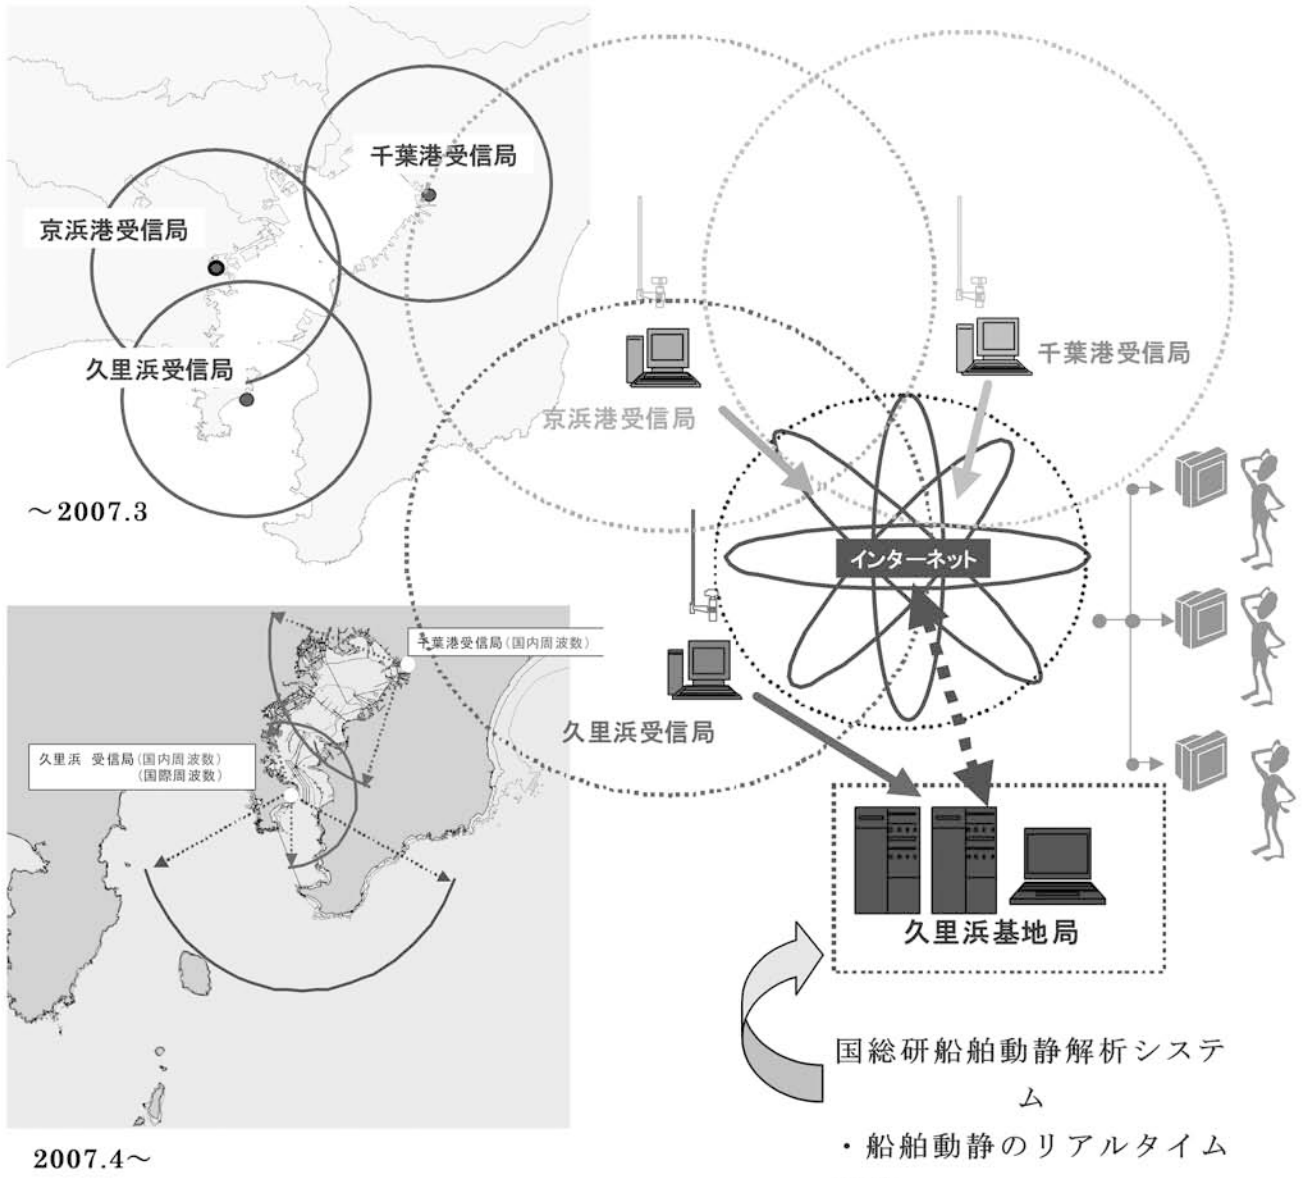 千葉港受信局
京浜港受信局
久里浜受信局
～2007.3
千葉港受信局(国内周波数)
久里浜 受信局(国内周波数)
(国際周波数)
2007.4～
京浜港受信局
千葉港受信局
インターネット
久里浜受信局
久里浜基地局
国総研船舶動静解析システ
ム
・船舶動静のリアルタイム